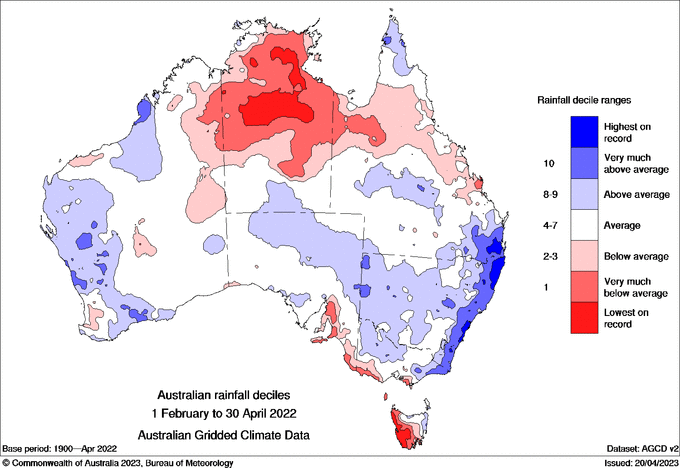 Rainfall decile ranges
Highest on
record
10
Very much
above average
8-9
Above average
4-7
Average
2-3
Below average
1
Very much
below average
Lowest on
record
Australian rainfall deciles
1 February to 30 April 2022
Australian Gridded Climate Data
Base period: 1900—Apr 2022
Dataset: AGCD v2
© Commonwealth of Australia 2023, Bureau of Meteorology
Issued: 20/04/2023